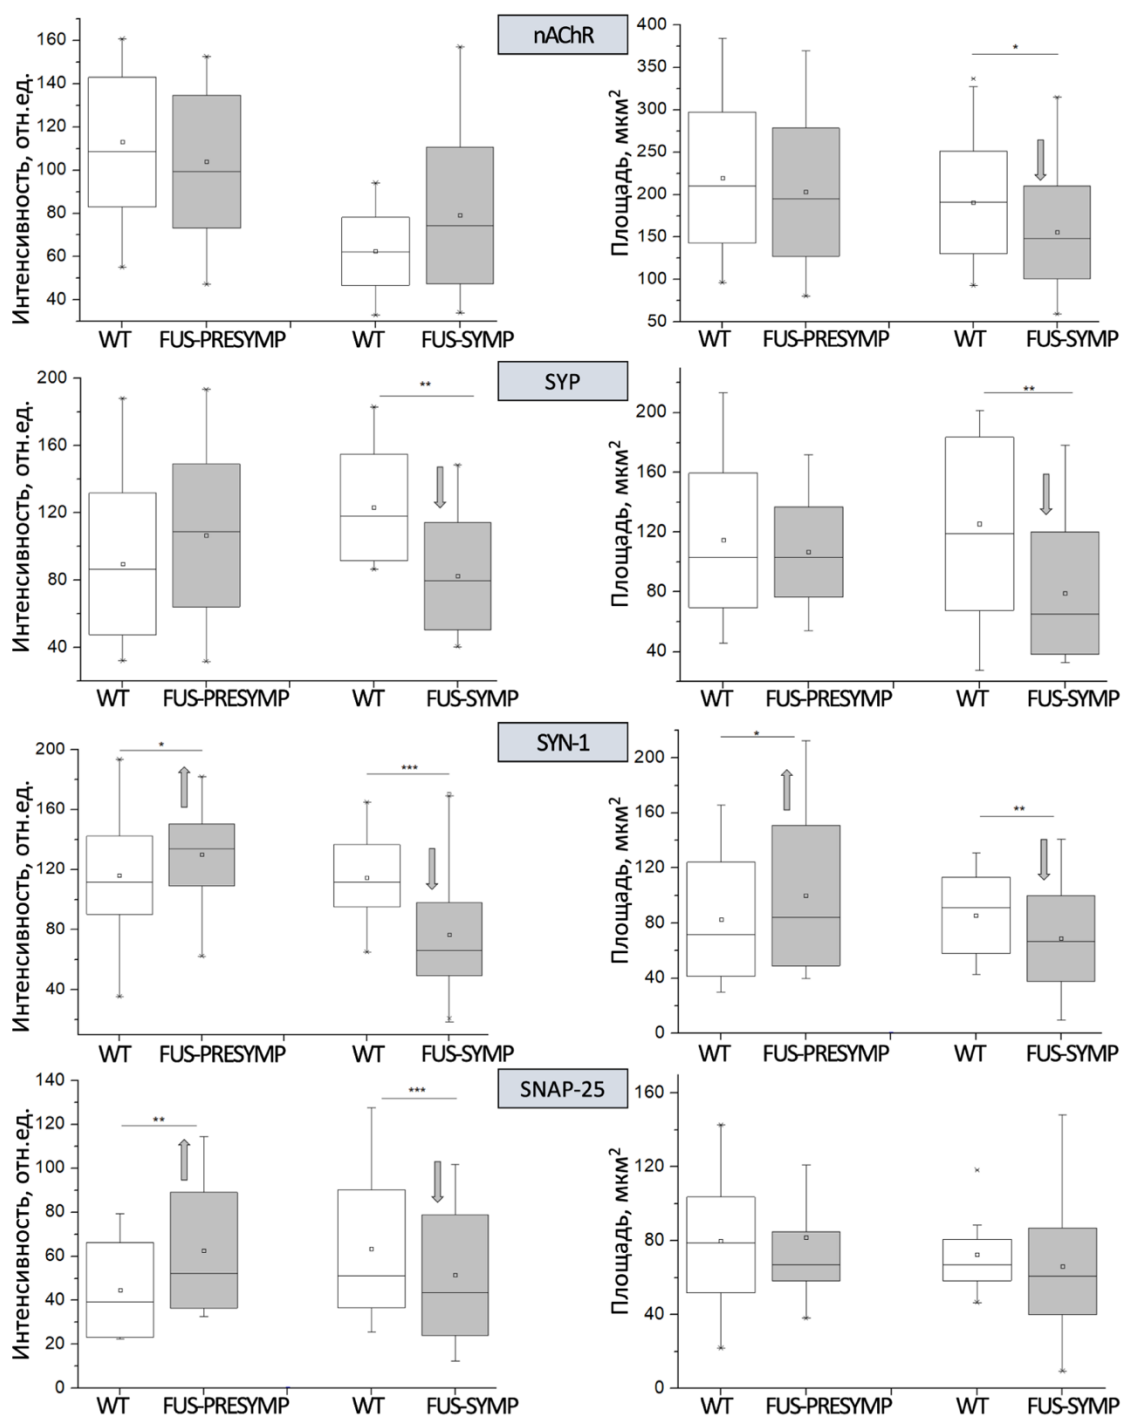 nAChR
Интенсивность, отн.ед.
160
140
120
100
80
60
40
WT FUS-PRESYMP WT FUS-SYMP
Площадь, мкм²
400
350
300
250
200
150
100
50
*
WT FUS-PRESYMP WT FUS-SYMP
SYP
Интенсивность, отн.ед.
200
160
120
80
40
**
WT FUS-PRESYMP WT FUS-SYMP
Площадь, мкм²
200
160
120
80
40
**
WT FUS-PRESYMP WT FUS-SYMP
SYN-1
Интенсивность, отн.ед.
200
160
120
80
40
* ***
WT FUS-PRESYMP WT FUS-SYMP
Площадь, мкм²
200
160
120
80
40
0
* **
WT FUS-PRESYMP WT FUS-SYMP
SNAP-25
Интенсивность, отн.ед.
140
120
100
80
60
40
20
0
** ***
WT FUS-PRESYMP WT FUS-SYMP
Площадь, мкм²
160
120
80
40
0
WT FUS-PRESYMP WT FUS-SYMP